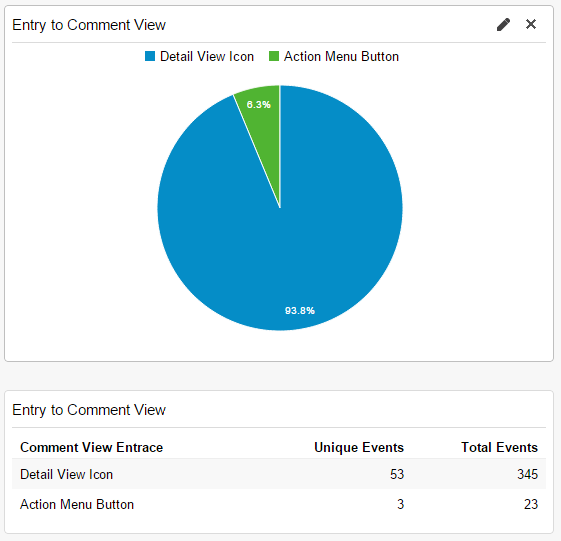 Entry to Comment View
Detail View Icon Action Menu Button
6.3%
93.8%
Entry to Comment View
Comment View Entrace Unique Events Total Events
Detail View Icon 53 345
Action Menu Button 3 23